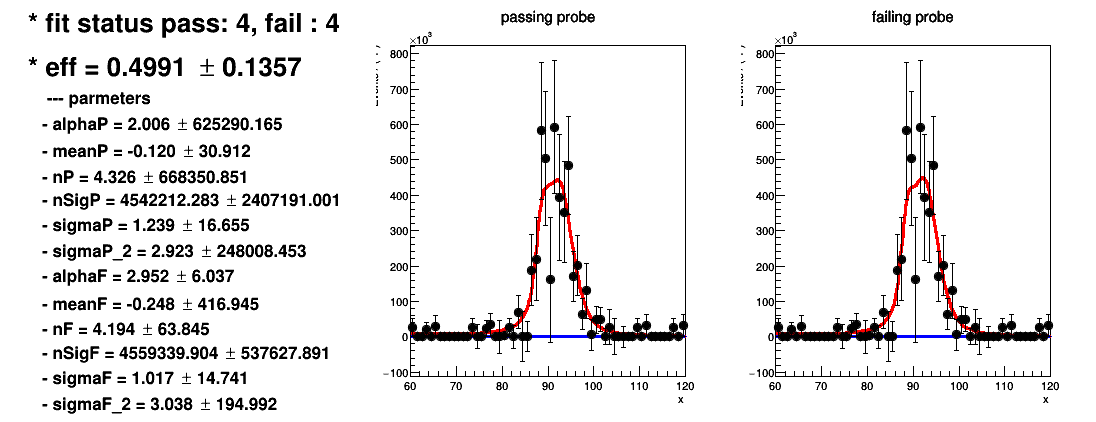 * fit status pass: 4, fail : 4
* eff = 0.4991 ± 0.1357
--- parmeters
- alphaP = 2.006 ± 625290.165
- meanP = -0.120 ± 30.912
- nP = 4.326 ± 668350.851
- nSigP = 4542212.283 ± 2407191.001
- sigmaP = 1.239 ± 16.655
- sigmaP_2 = 2.923 ± 248008.453
- alphaF = 2.952 ± 6.037
- meanF = -0.248 ± 416.945
- nF = 4.194 ± 63.845
- nSigF = 4559339.904 ± 537627.891
- sigmaF = 1.017 ± 14.741
- sigmaF_2 = 3.038 ± 194.992
passing probe
×10³
800
700
600
500
400
300
200
100
0
−100
60 70 80 90 100 110 120
x
failing probe
×10³
800
700
600
500
400
300
200
100
0
−100
60 70 80 90 100 110 120
x